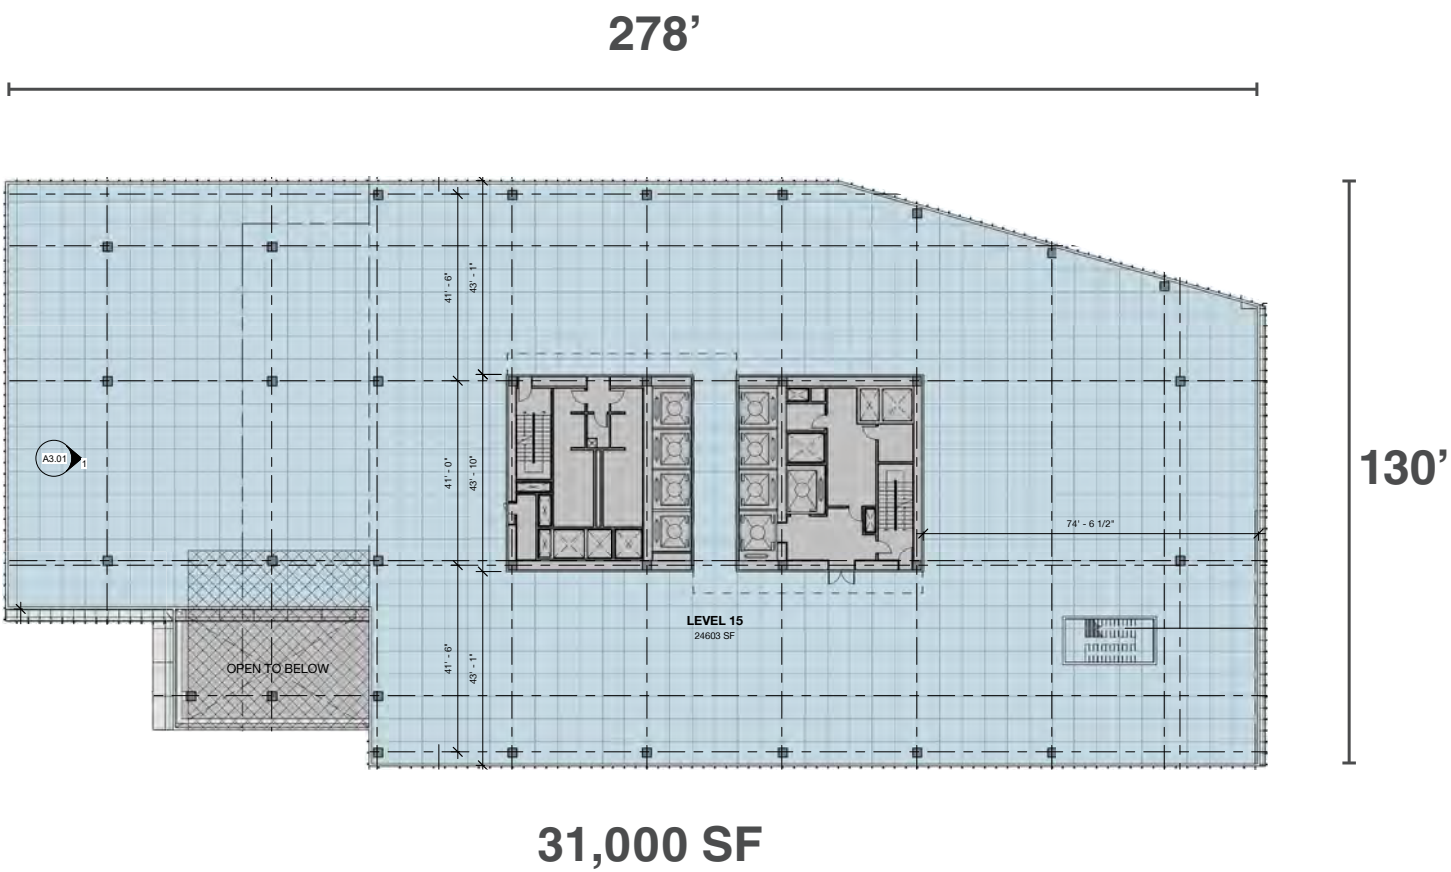 278’
41' - 6"
43' - 1"
A3.01
1
41' - 0"
43' - 10"
130’
74' - 6 1/2"
LEVEL 15
24603 SF
41' - 6"
43' - 1"
OPEN TO BELOW
31,000 SF